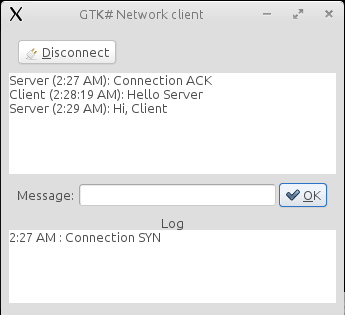 GTK# Network client
Disconnect
Server (2:27 AM): Connection ACK
Client (2:28:19 AM): Hello Server
Server (2:29 AM): Hi, Client
Message:
OK
Log
2:27 AM : Connection SYN